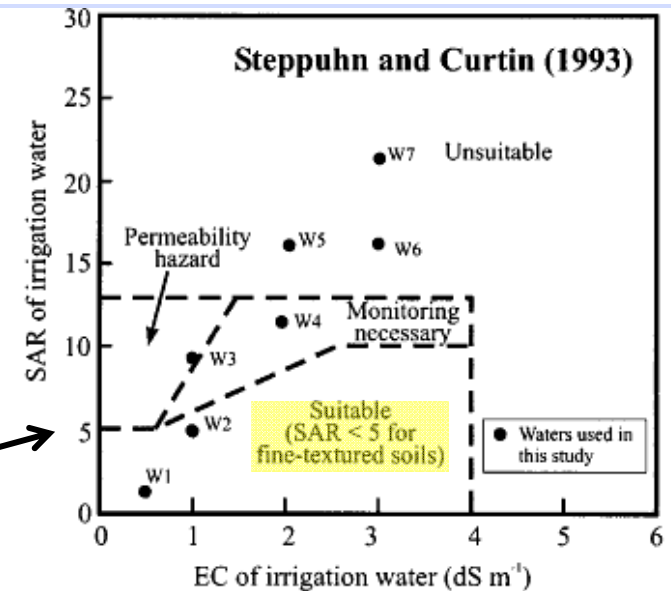 Steppuhn and Curtin (1993)
30
25
20
15
10
5
0
SAR of irrigation water
W7
Unsuitable
Permeability
hazard
W5
W6
Monitoring
necessary
W4
W3
W2
Suitable
(SAR < 5 for
fine-textured soils)
Waters used in
this study
W1
0 1 2 3 4 5 6
EC of irrigation water (dS m⁻¹)